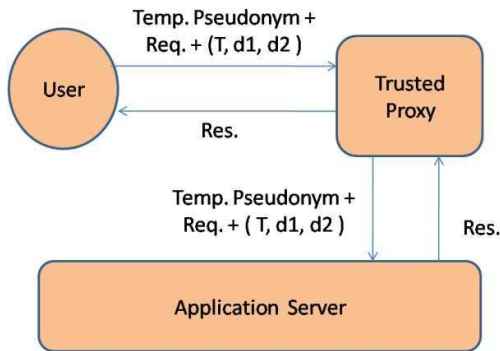 Temp. Pseudonym +
Req. + (T, d1, d2 )
User
Trusted
Proxy
Res.
Temp. Pseudonym +
Req. + ( T, d1, d2 )
Res.
Application Server